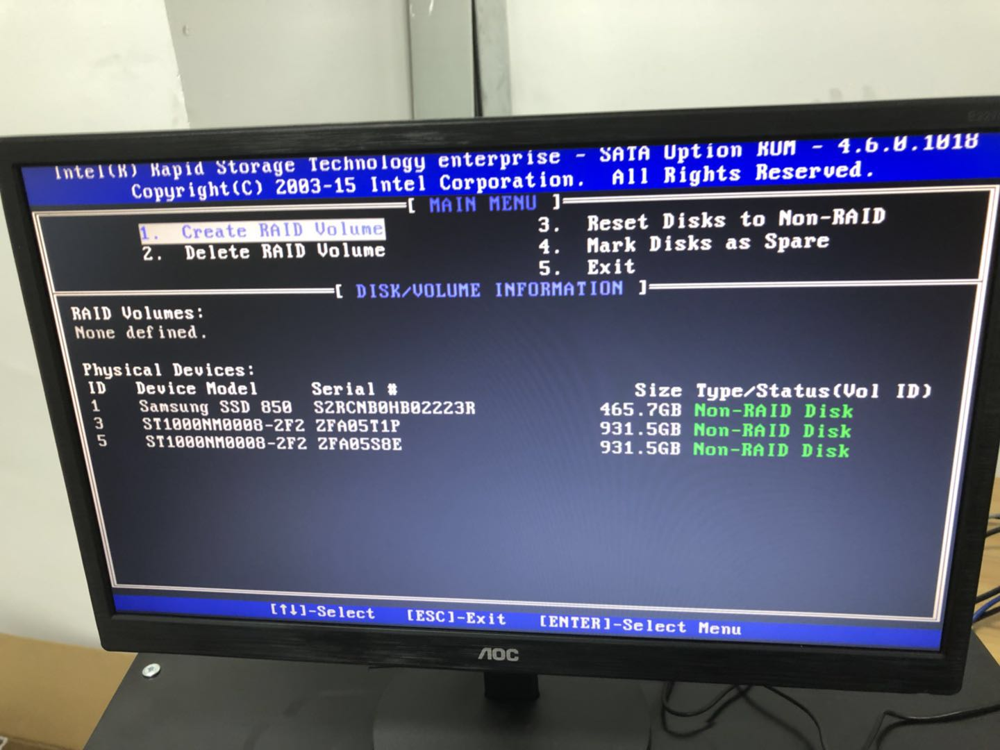 Intel(R) Rapid Storage Technology enterprise - SATA Option ROM - 4.6.0.1018
Copyright(C) 2003-15 Intel Corporation.  All Rights Reserved.
[ MAIN MENU ]
1.  Create RAID Volume
2.  Delete RAID Volume
3.  Reset Disks to Non-RAID
4.  Mark Disks as Spare
5.  Exit
[ DISK/VOLUME INFORMATION ]
RAID Volumes:
None defined.
Physical Devices:
ID Device Model Serial # Size Type/Status(Vol ID)
1 Samsung SSD 850 S2RCNB0HB02223R 465.7GB Non-RAID Disk
3 ST1000NM0008-2F2 ZFA05T1P 931.5GB Non-RAID Disk
5 ST1000NM0008-2F2 ZFA05S8E 931.5GB Non-RAID Disk
[↑↓]-Select [ESC]-Exit [ENTER]-Select Menu
AOC